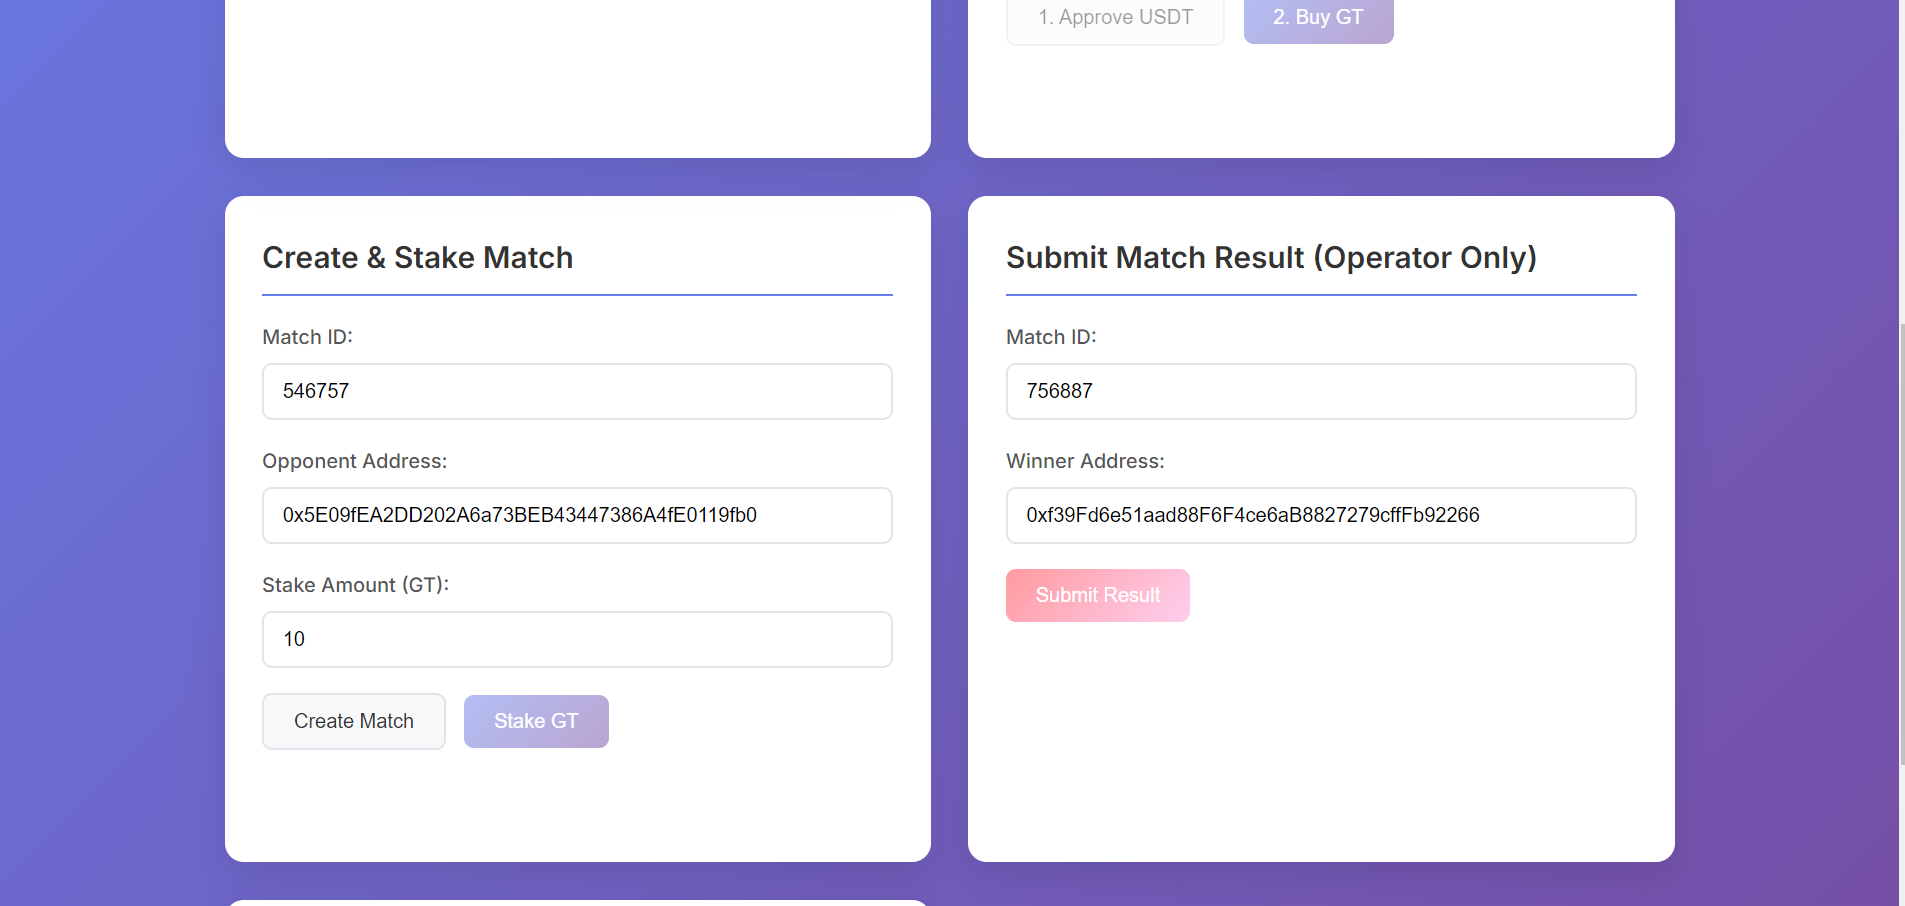 1. Approve USDT
2. Buy GT
Create & Stake Match
Match ID:
546757
Opponent Address:
0x5E09fEA2DD202A6a73BEB43447386A4fE0119fb0
Stake Amount (GT):
10
Create Match
Stake GT
Submit Match Result (Operator Only)
Match ID:
756887
Winner Address:
0xf39Fd6e51aad88F6F4ce6aB8827279cffFb92266
Submit Result